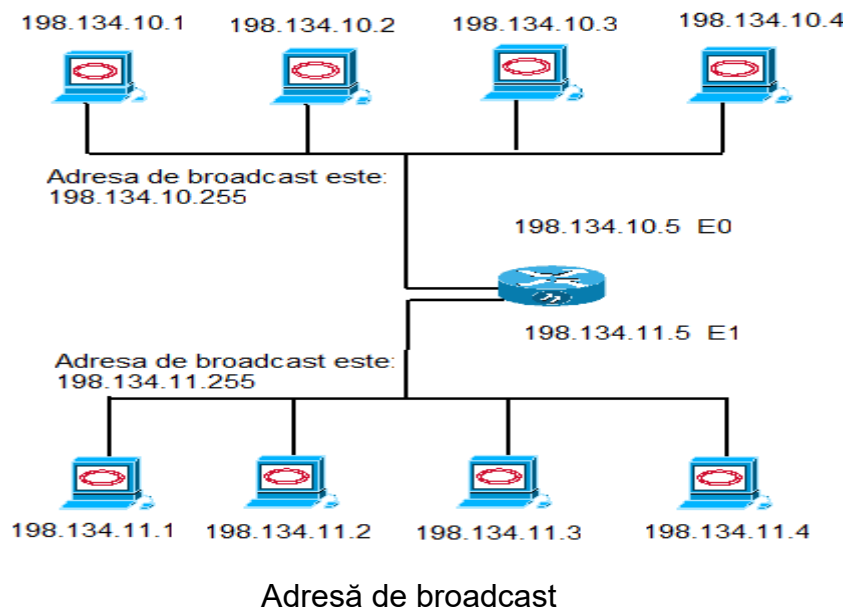 198.134.10.1 198.134.10.2 198.134.10.3 198.134.10.4
Adresa de broadcast este:
198.134.10.255
198.134.10.5 E0
198.134.11.5 E1
Adresa de broadcast este:
198.134.11.255
198.134.11.1 198.134.11.2 198.134.11.3 198.134.11.4
Adresă de broadcast